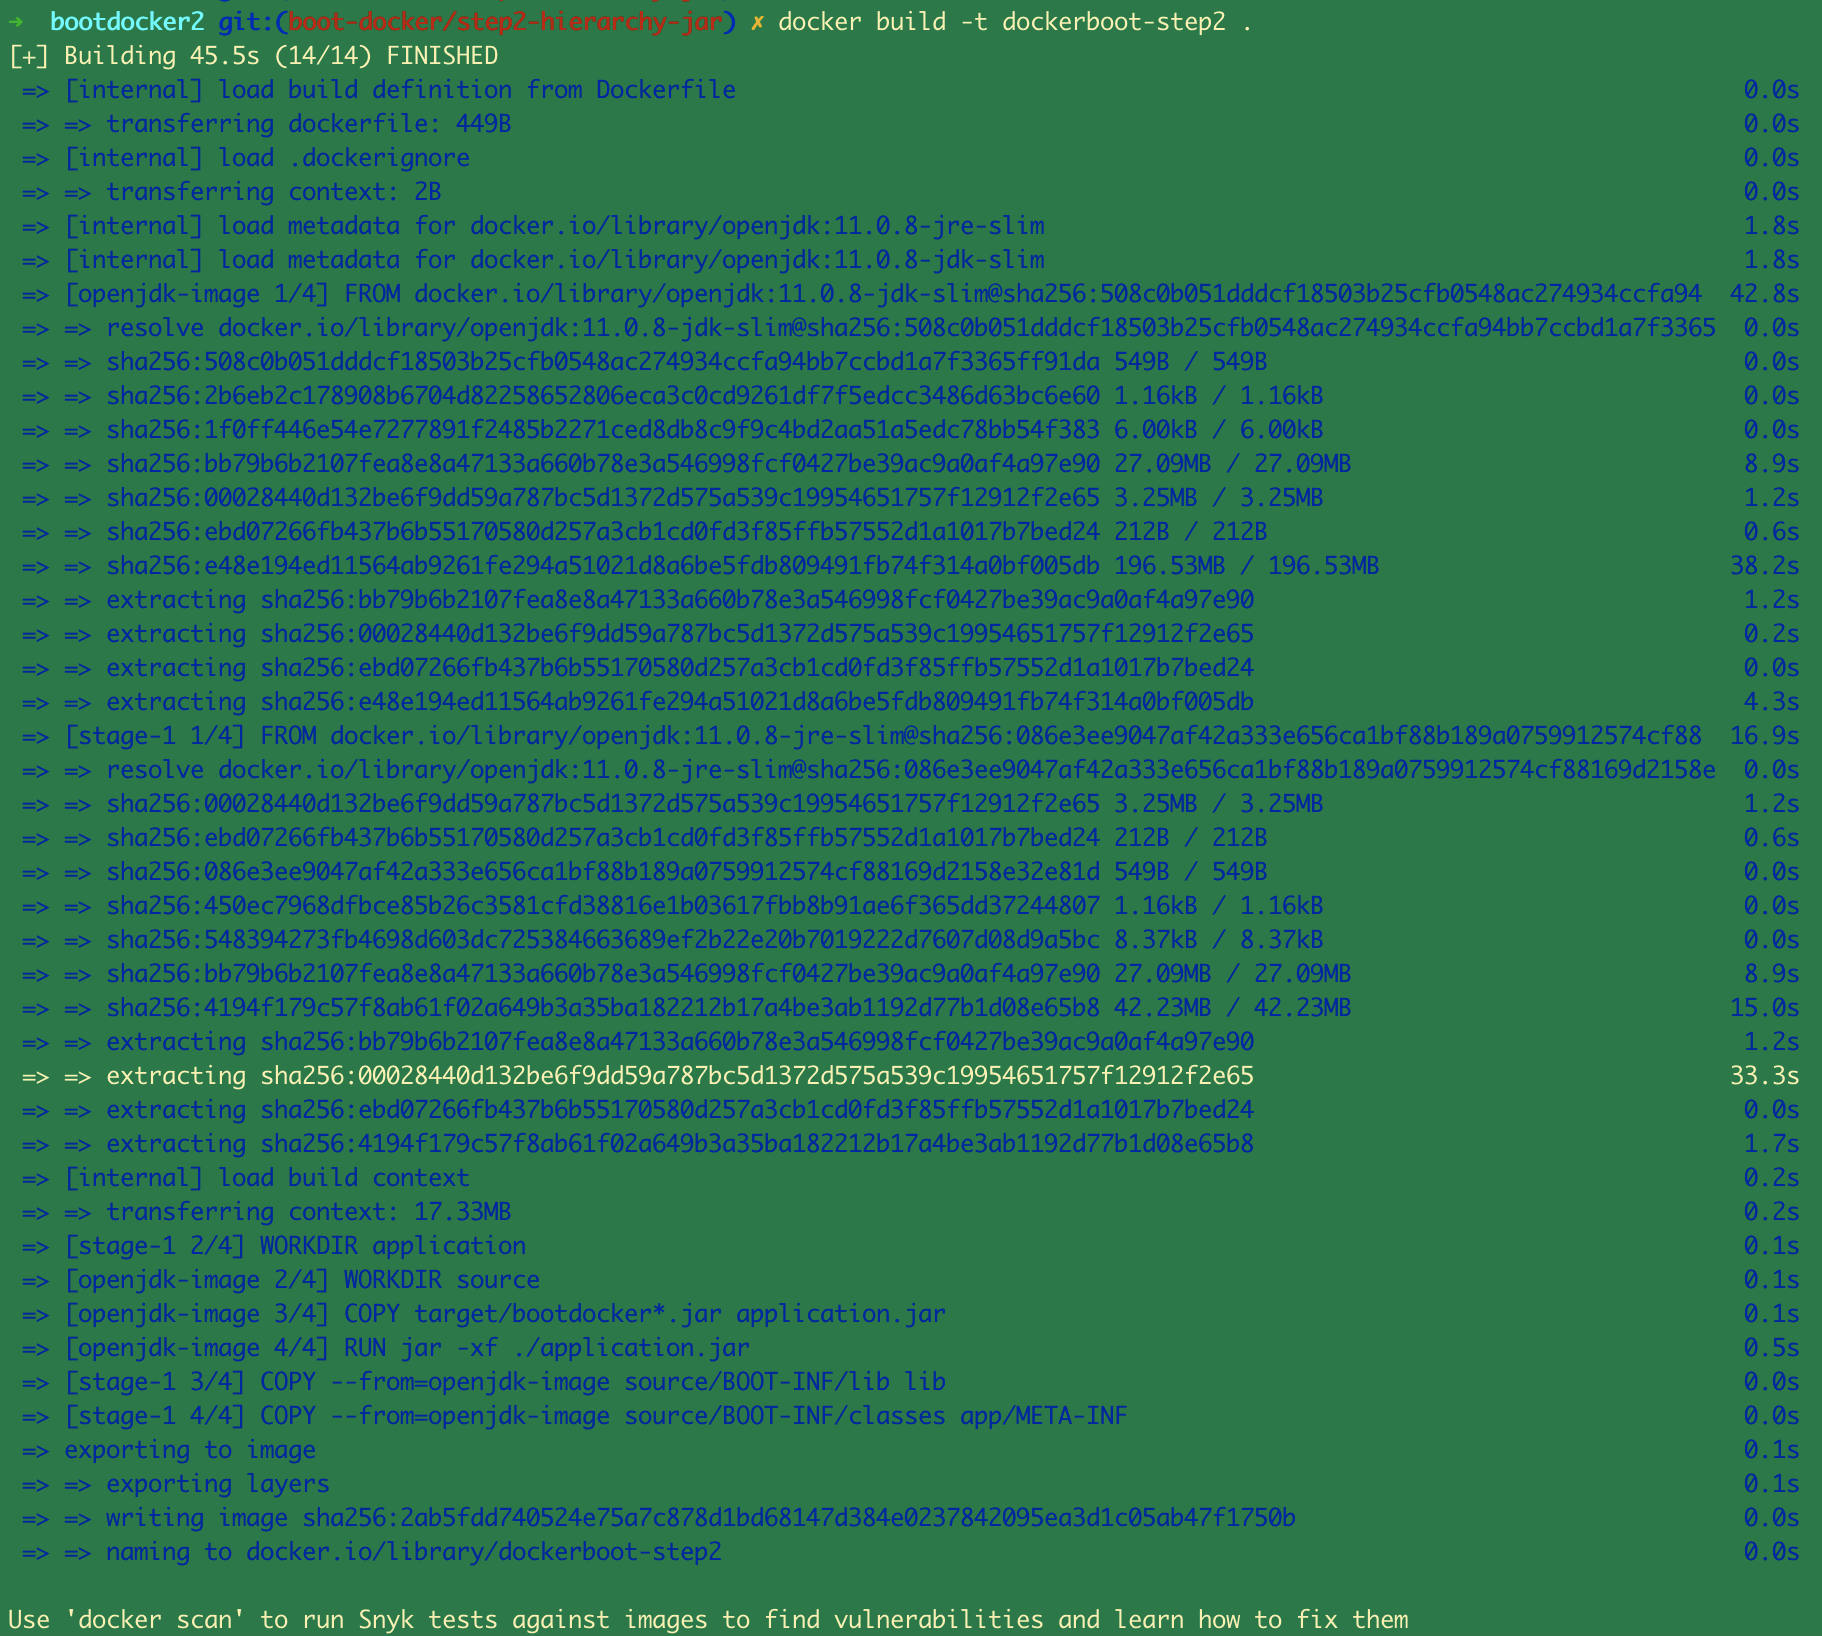 ➜  bootdocker2 git:(boot-docker/step2-hierarchy-jar) ✗ docker build -t dockerboot-step2 .
[+] Building 45.5s (14/14) FINISHED
=> [internal] load build definition from Dockerfile 0.0s
=> => transferring dockerfile: 449B 0.0s
=> [internal] load .dockerignore 0.0s
=> => transferring context: 2B 0.0s
=> [internal] load metadata for docker.io/library/openjdk:11.0.8-jre-slim 1.8s
=> [internal] load metadata for docker.io/library/openjdk:11.0.8-jdk-slim 1.8s
=> [openjdk-image 1/4] FROM docker.io/library/openjdk:11.0.8-jdk-slim@sha256:508c0b051dddcf18503b25cfb0548ac274934ccfa94 42.8s
=> => resolve docker.io/library/openjdk:11.0.8-jdk-slim@sha256:508c0b051dddcf18503b25cfb0548ac274934ccfa94bb7ccbd1a7f3365 0.0s
=> => sha256:508c0b051dddcf18503b25cfb0548ac274934ccfa94bb7ccbd1a7f3365ff91da 549B / 549B 0.0s
=> => sha256:2b6eb2c178908b6704d82258652806eca3c0cd9261df7f5edcc3486d63bc6e60 1.16kB / 1.16kB 0.0s
=> => sha256:1f0ff446e54e7277891f2485b2271ced8db8c9f9c4bd2aa51a5edc78bb54f383 6.00kB / 6.00kB 0.0s
=> => sha256:bb79b6b2107fea8e8a47133a660b78e3a546998fcf0427be39ac9a0af4a97e90 27.09MB / 27.09MB 8.9s
=> => sha256:00028440d132be6f9dd59a787bc5d1372d575a539c19954651757f12912f2e65 3.25MB / 3.25MB 1.2s
=> => sha256:ebd07266fb437b6b55170580d257a3cb1cd0fd3f85ffb57552d1a1017b7bed24 212B / 212B 0.6s
=> => sha256:e48e194ed11564ab9261fe294a51021d8a6be5fdb809491fb74f314a0bf005db 196.53MB / 196.53MB 38.2s
=> => extracting sha256:bb79b6b2107fea8e8a47133a660b78e3a546998fcf0427be39ac9a0af4a97e90 1.2s
=> => extracting sha256:00028440d132be6f9dd59a787bc5d1372d575a539c19954651757f12912f2e65 0.2s
=> => extracting sha256:ebd07266fb437b6b55170580d257a3cb1cd0fd3f85ffb57552d1a1017b7bed24 0.0s
=> => extracting sha256:e48e194ed11564ab9261fe294a51021d8a6be5fdb809491fb74f314a0bf005db 4.3s
=> [stage-1 1/4] FROM docker.io/library/openjdk:11.0.8-jre-slim@sha256:086e3ee9047af42a333e656ca1bf88b189a0759912574cf88 16.9s
=> => resolve docker.io/library/openjdk:11.0.8-jre-slim@sha256:086e3ee9047af42a333e656ca1bf88b189a0759912574cf88169d2158e 0.0s
=> => sha256:00028440d132be6f9dd59a787bc5d1372d575a539c19954651757f12912f2e65 3.25MB / 3.25MB 1.2s
=> => sha256:ebd07266fb437b6b55170580d257a3cb1cd0fd3f85ffb57552d1a1017b7bed24 212B / 212B 0.6s
=> => sha256:086e3ee9047af42a333e656ca1bf88b189a0759912574cf88169d2158e32e81d 549B / 549B 0.0s
=> => sha256:450ec7968dfbce85b26c3581cfd38816e1b03617fbb8b91ae6f365dd37244807 1.16kB / 1.16kB 0.0s
=> => sha256:548394273fb4698d603dc725384663689ef2b22e20b7019222d7607d08d9a5bc 8.37kB / 8.37kB 0.0s
=> => sha256:bb79b6b2107fea8e8a47133a660b78e3a546998fcf0427be39ac9a0af4a97e90 27.09MB / 27.09MB 8.9s
=> => sha256:4194f179c57f8ab61f02a649b3a35ba182212b17a4be3ab1192d77b1d08e65b8 42.23MB / 42.23MB 15.0s
=> => extracting sha256:bb79b6b2107fea8e8a47133a660b78e3a546998fcf0427be39ac9a0af4a97e90 1.2s
=> => extracting sha256:00028440d132be6f9dd59a787bc5d1372d575a539c19954651757f12912f2e65 33.3s
=> => extracting sha256:ebd07266fb437b6b55170580d257a3cb1cd0fd3f85ffb57552d1a1017b7bed24 0.0s
=> => extracting sha256:4194f179c57f8ab61f02a649b3a35ba182212b17a4be3ab1192d77b1d08e65b8 1.7s
=> [internal] load build context 0.2s
=> => transferring context: 17.33MB 0.2s
=> [stage-1 2/4] WORKDIR application 0.1s
=> [openjdk-image 2/4] WORKDIR source 0.1s
=> [openjdk-image 3/4] COPY target/bootdocker*.jar application.jar 0.1s
=> [openjdk-image 4/4] RUN jar -xf ./application.jar 0.5s
=> [stage-1 3/4] COPY --from=openjdk-image source/BOOT-INF/lib lib 0.0s
=> [stage-1 4/4] COPY --from=openjdk-image source/BOOT-INF/classes app/META-INF 0.0s
=> exporting to image 0.1s
=> => exporting layers 0.1s
=> => writing image sha256:2ab5fdd740524e75a7c878d1bd68147d384e0237842095ea3d1c05ab47f1750b 0.0s
=> => naming to docker.io/library/dockerboot-step2 0.0s
Use 'docker scan' to run Snyk tests against images to find vulnerabilities and learn how to fix them